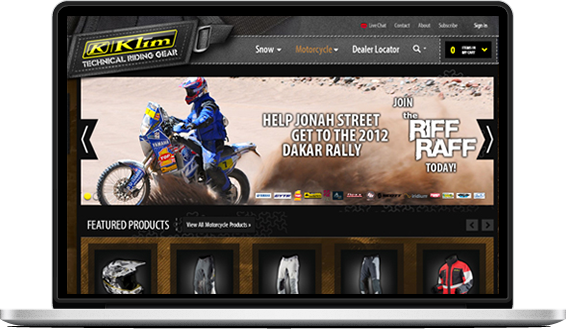 Live Chat Contact About Subscribe Sign in
K Klim
TECHNICAL RIDING GEAR
Snow Motorcycle Dealer Locator
0 ITEMS IN MY CART
HELP JONAH STREET
GET TO THE 2012
DAKAR RALLY
JOIN
the
RIFF
RAFF
TODAY!
FEATURED PRODUCTS View All Motorcycle Products »